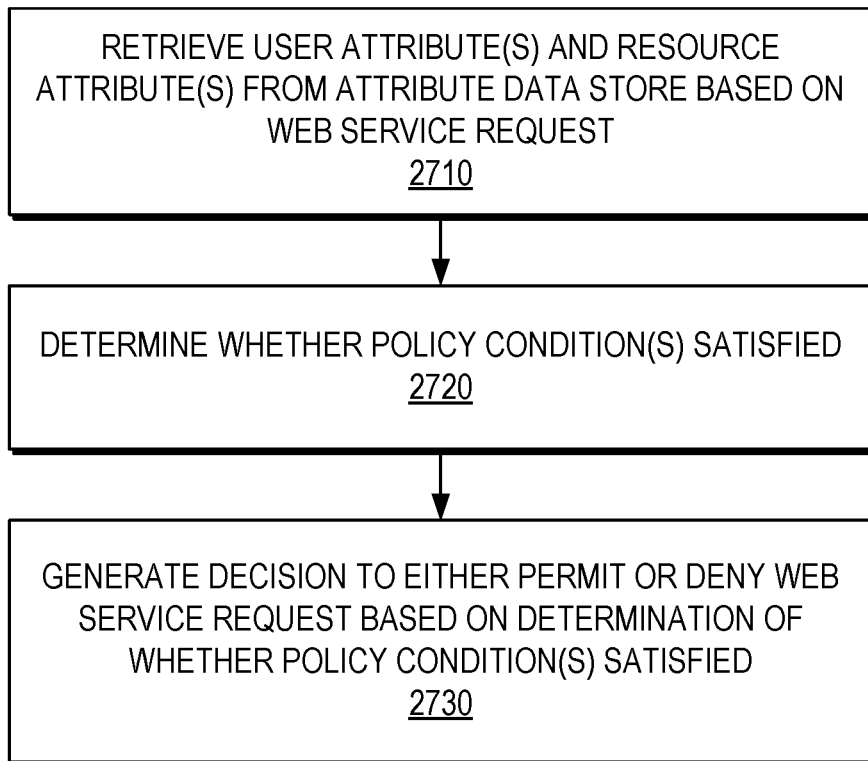 RETRIEVE USER ATTRIBUTE(S) AND RESOURCE
ATTRIBUTE(S) FROM ATTRIBUTE DATA STORE BASED ON
WEB SERVICE REQUEST
2710
DETERMINE WHETHER POLICY CONDITION(S) SATISFIED
2720
GENERATE DECISION TO EITHER PERMIT OR DENY WEB
SERVICE REQUEST BASED ON DETERMINATION OF
WHETHER POLICY CONDITION(S) SATISFIED
2730